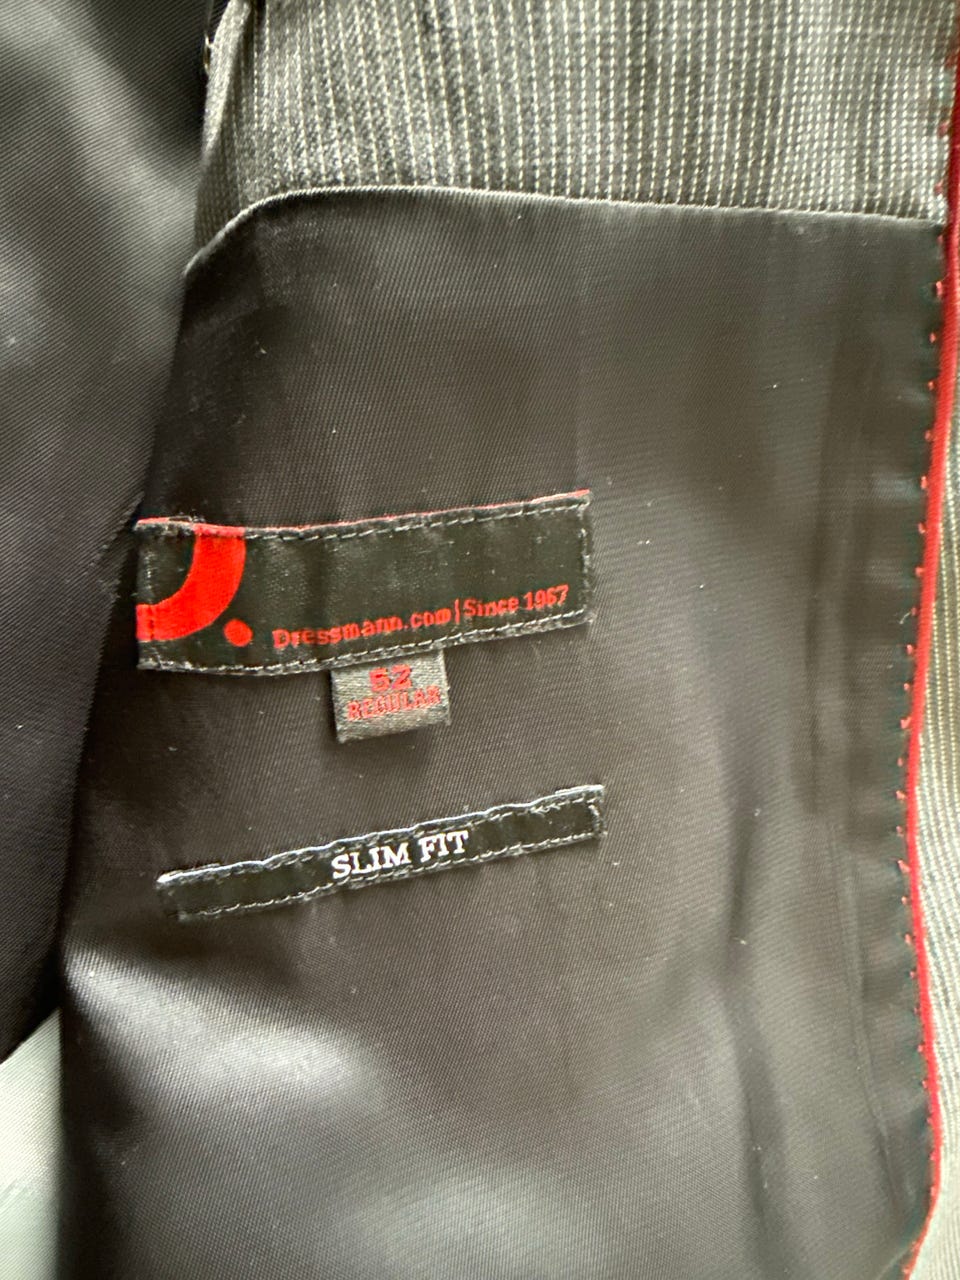 Dressmann.com|Since 1967
52
REGULAR
SLIM FIT